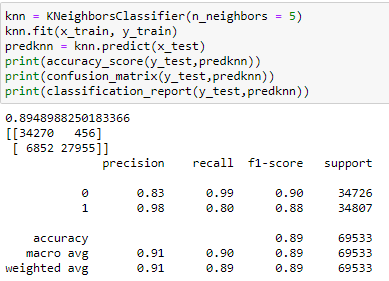 knn = KNeighborsClassifier(n_neighbors = 5)
knn.fit(x_train, y_train)
predknn = knn.predict(x_test)
print(accuracy_score(y_test,predknn))
print(confusion_matrix(y_test,predknn))
print(classification_report(y_test,predknn))
0.8948988250183366
[[34270   456]
 [ 6852 27955]]
              precision    recall  f1-score   support
           0       0.83      0.99      0.90     34726
           1       0.98      0.80      0.88     34807
    accuracy                           0.89     69533
   macro avg       0.91      0.90      0.89     69533
weighted avg       0.91      0.89      0.89     69533